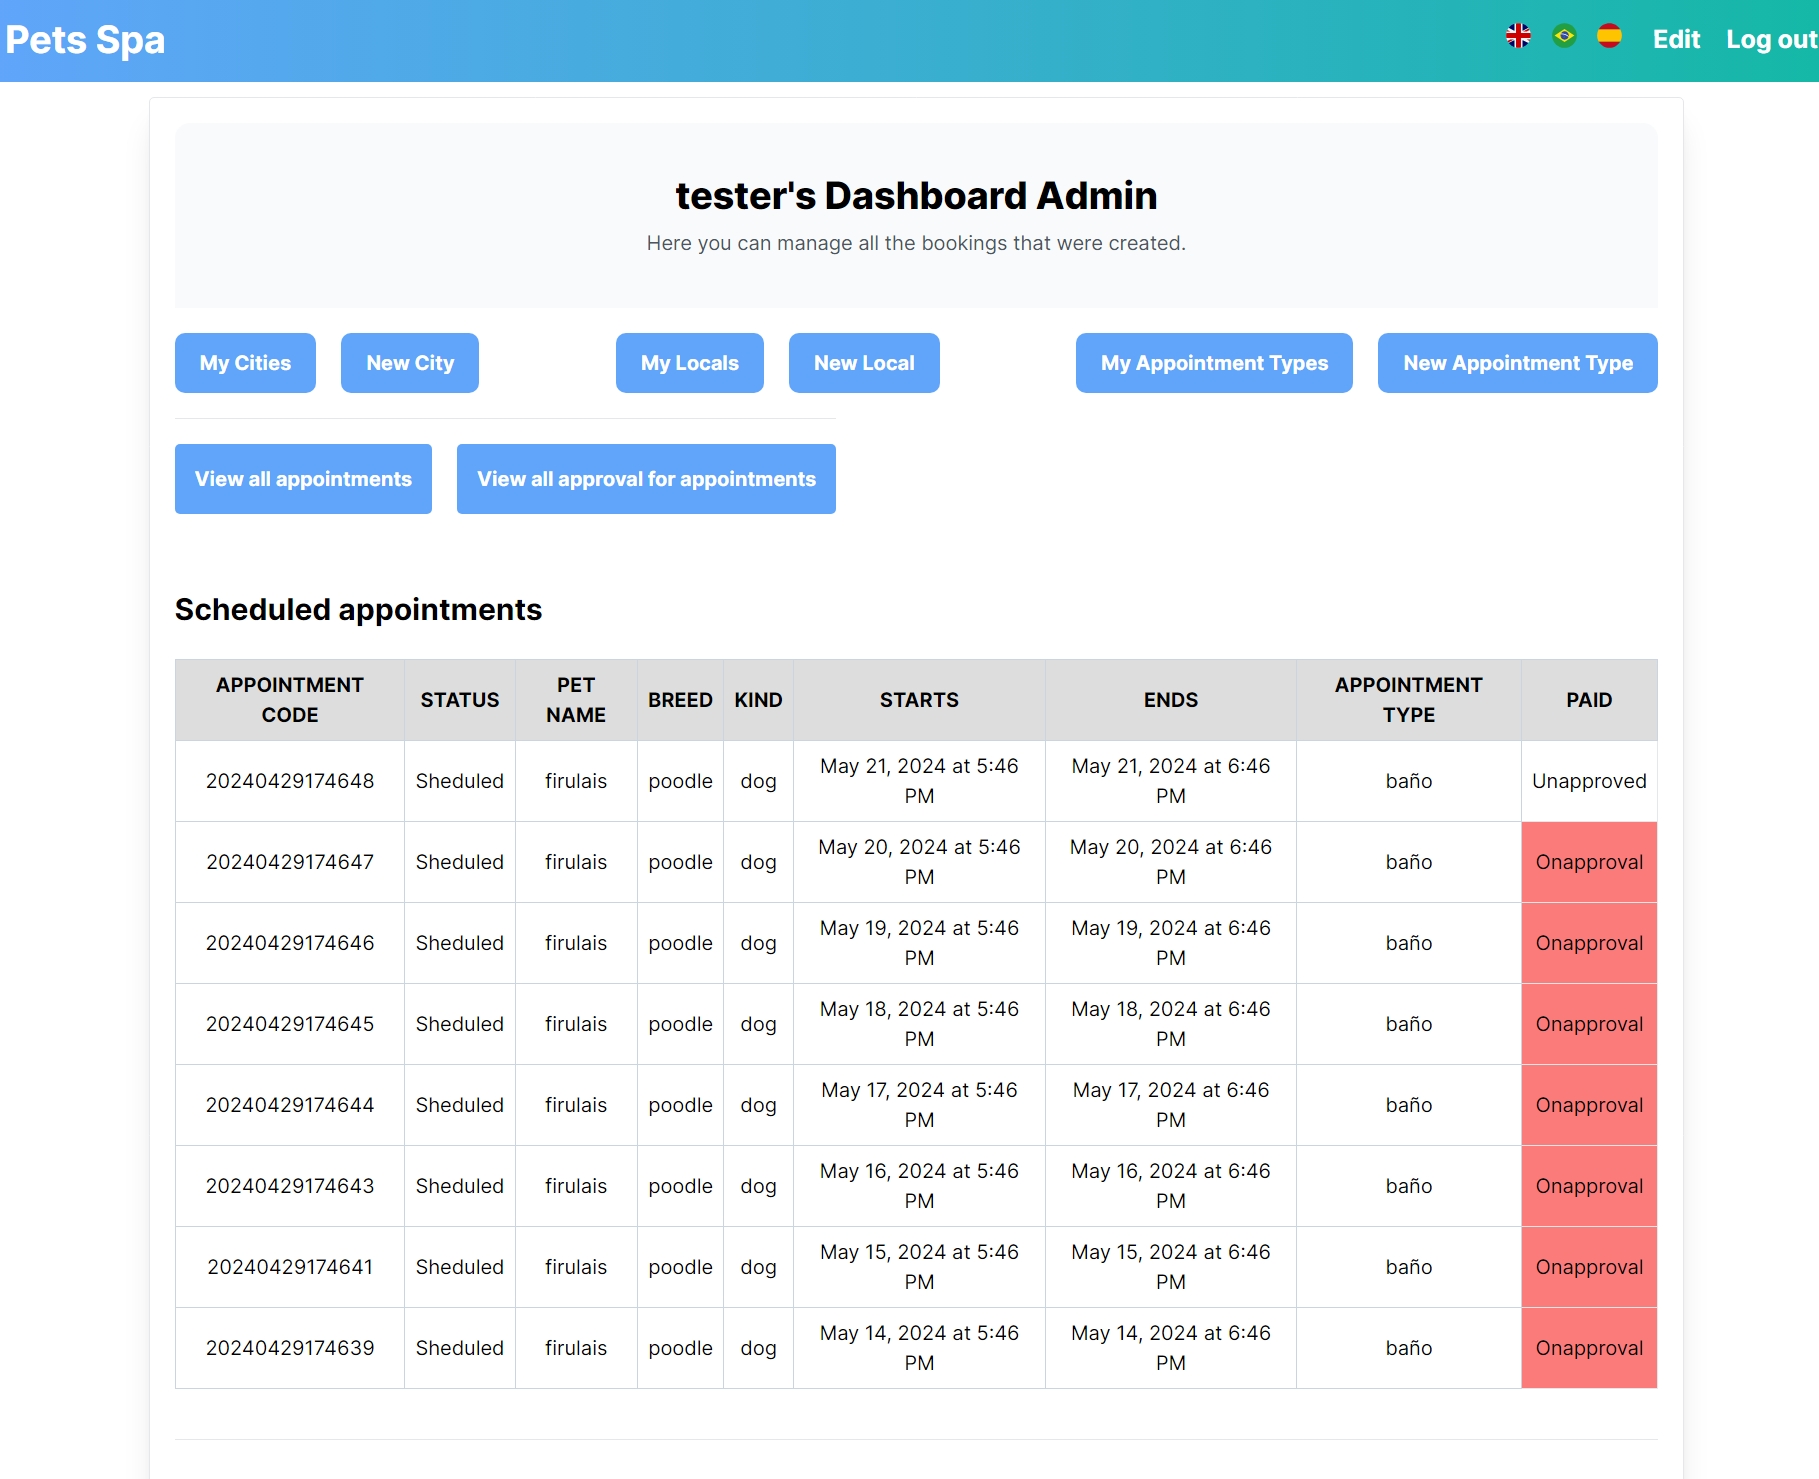 Pets Spa
Edit Log out
tester's Dashboard Admin
Here you can manage all the bookings that were created.
My Cities New City My Locals New Local My Appointment Types New Appointment Type
View all appointments View all approval for appointments
Scheduled appointments
APPOINTMENT CODE STATUS PET NAME BREED KIND STARTS ENDS APPOINTMENT TYPE PAID
20240429174648 Sheduled firulais poodle dog May 21, 2024 at 5:46 PM May 21, 2024 at 6:46 PM baño Unapproved
20240429174647 Sheduled firulais poodle dog May 20, 2024 at 5:46 PM May 20, 2024 at 6:46 PM baño Onapproval
20240429174646 Sheduled firulais poodle dog May 19, 2024 at 5:46 PM May 19, 2024 at 6:46 PM baño Onapproval
20240429174645 Sheduled firulais poodle dog May 18, 2024 at 5:46 PM May 18, 2024 at 6:46 PM baño Onapproval
20240429174644 Sheduled firulais poodle dog May 17, 2024 at 5:46 PM May 17, 2024 at 6:46 PM baño Onapproval
20240429174643 Sheduled firulais poodle dog May 16, 2024 at 5:46 PM May 16, 2024 at 6:46 PM baño Onapproval
20240429174641 Sheduled firulais poodle dog May 15, 2024 at 5:46 PM May 15, 2024 at 6:46 PM baño Onapproval
20240429174639 Sheduled firulais poodle dog May 14, 2024 at 5:46 PM May 14, 2024 at 6:46 PM baño Onapproval